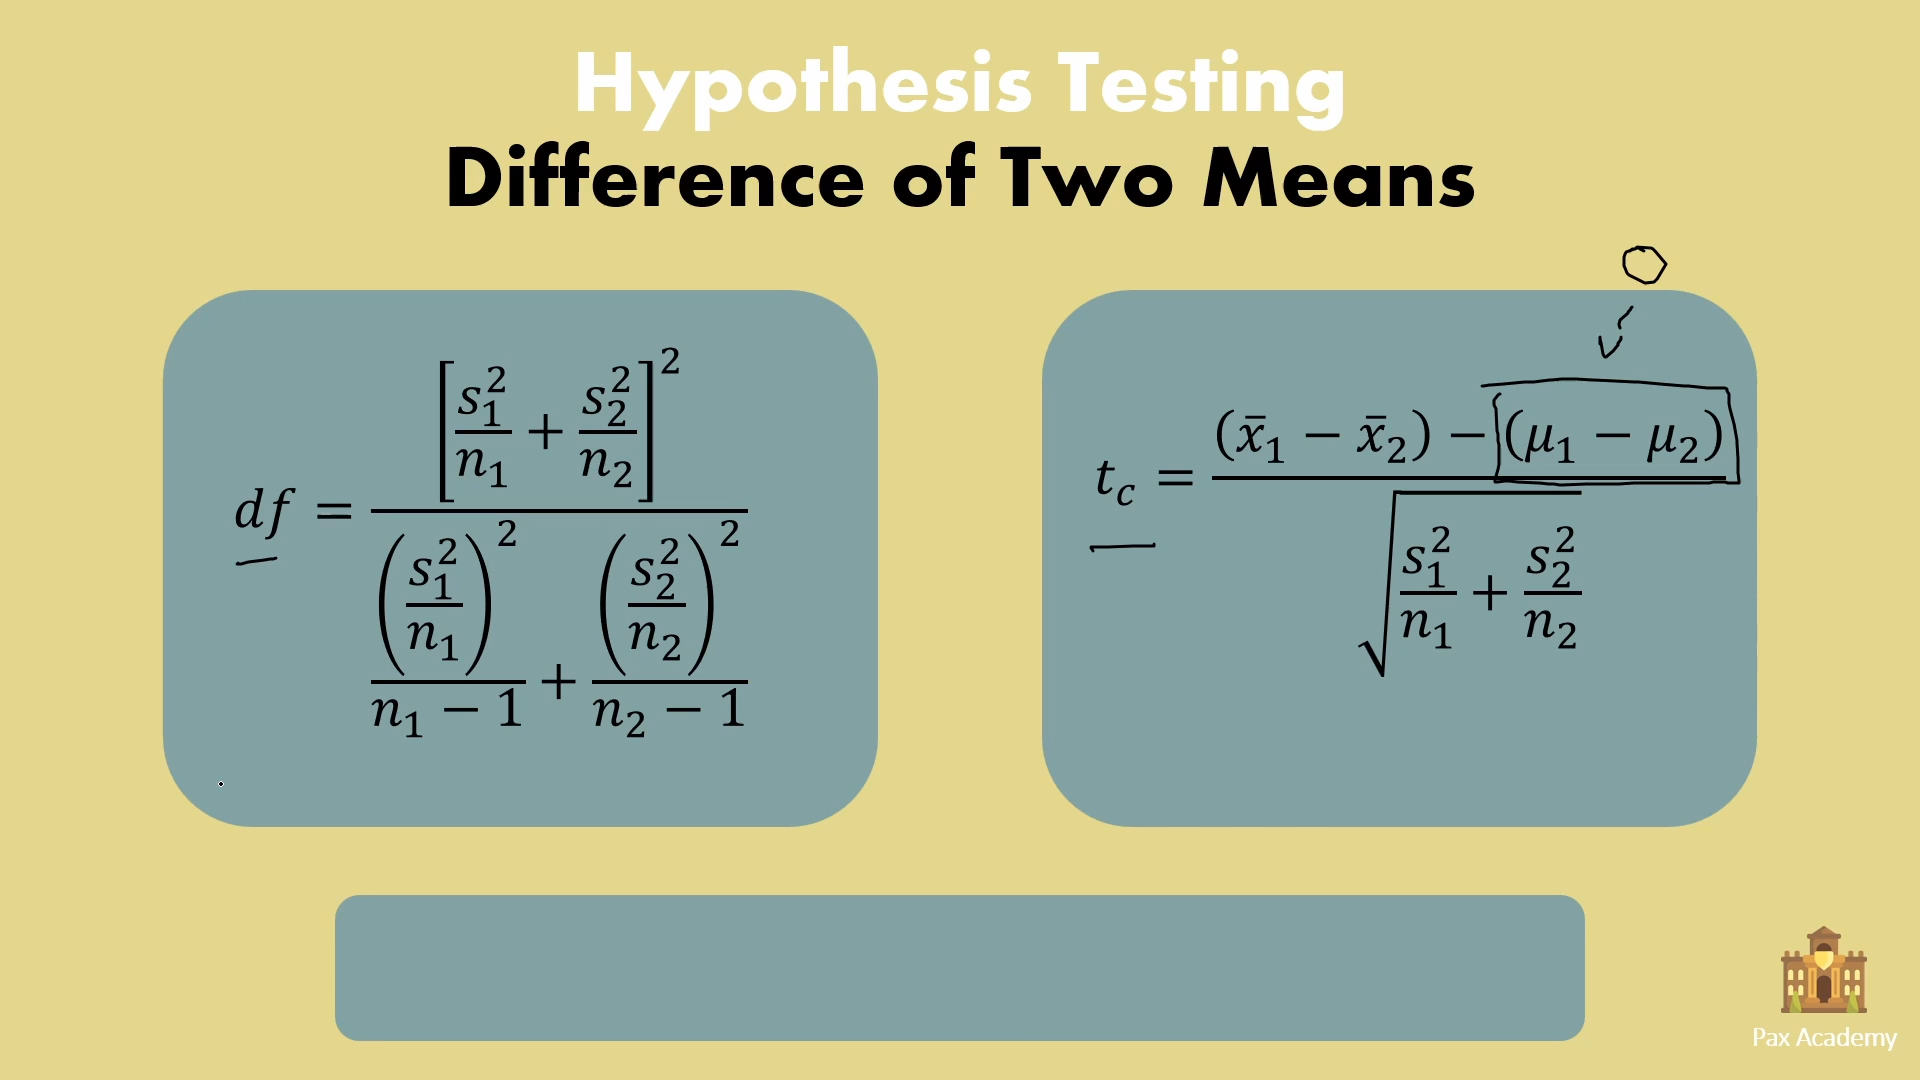 Hypothesis Testing
Difference of Two Means
df = [s₁²/n₁ + s₂²/n₂]² / ((s₁²/n₁)²/(n₁ − 1) + (s₂²/n₂)²/(n₂ − 1))
0
t_c = ((x̄₁ − x̄₂) − (μ₁ − μ₂)) / √(s₁²/n₁ + s₂²/n₂)
Pax Academy